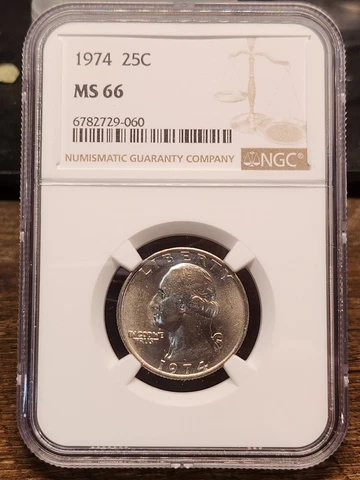 1974 25C
MS 66
6782729-060
NUMISMATIC GUARANTY COMPANY
NGC
LIBERTY
IN GOD WE
TRUST
1974